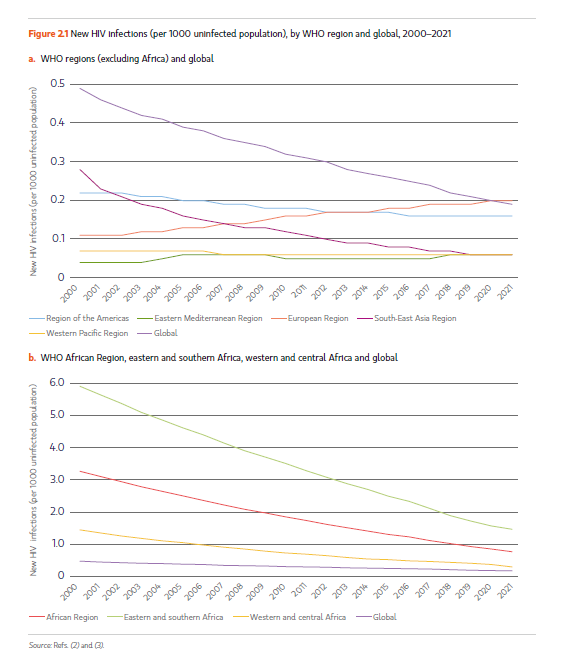 Figure 2.1 New HIV infections (per 1000 uninfected population), by WHO region and global, 2000–2021
a. WHO regions (excluding Africa) and global
New HIV infections (per 1000 uninfected population)
0.5
0.4
0.3
0.2
0.1
0
2000 2001 2002 2003 2004 2005 2006 2007 2008 2009 2010 2011 2012 2013 2014 2015 2016 2017 2018 2019 2020 2021
Region of the Americas Eastern Mediterranean Region European Region South-East Asia Region
Western Pacific Region Global
b. WHO African Region, eastern and southern Africa, western and central Africa and global
New HIV infections (per 1000 uninfected population)
6.0
5.0
4.0
3.0
2.0
1.0
0
2000 2001 2002 2003 2004 2005 2006 2007 2008 2009 2010 2011 2012 2013 2014 2015 2016 2017 2018 2019 2020 2021
African Region Eastern and southern Africa Western and central Africa Global
Source: Refs. (2) and (3).